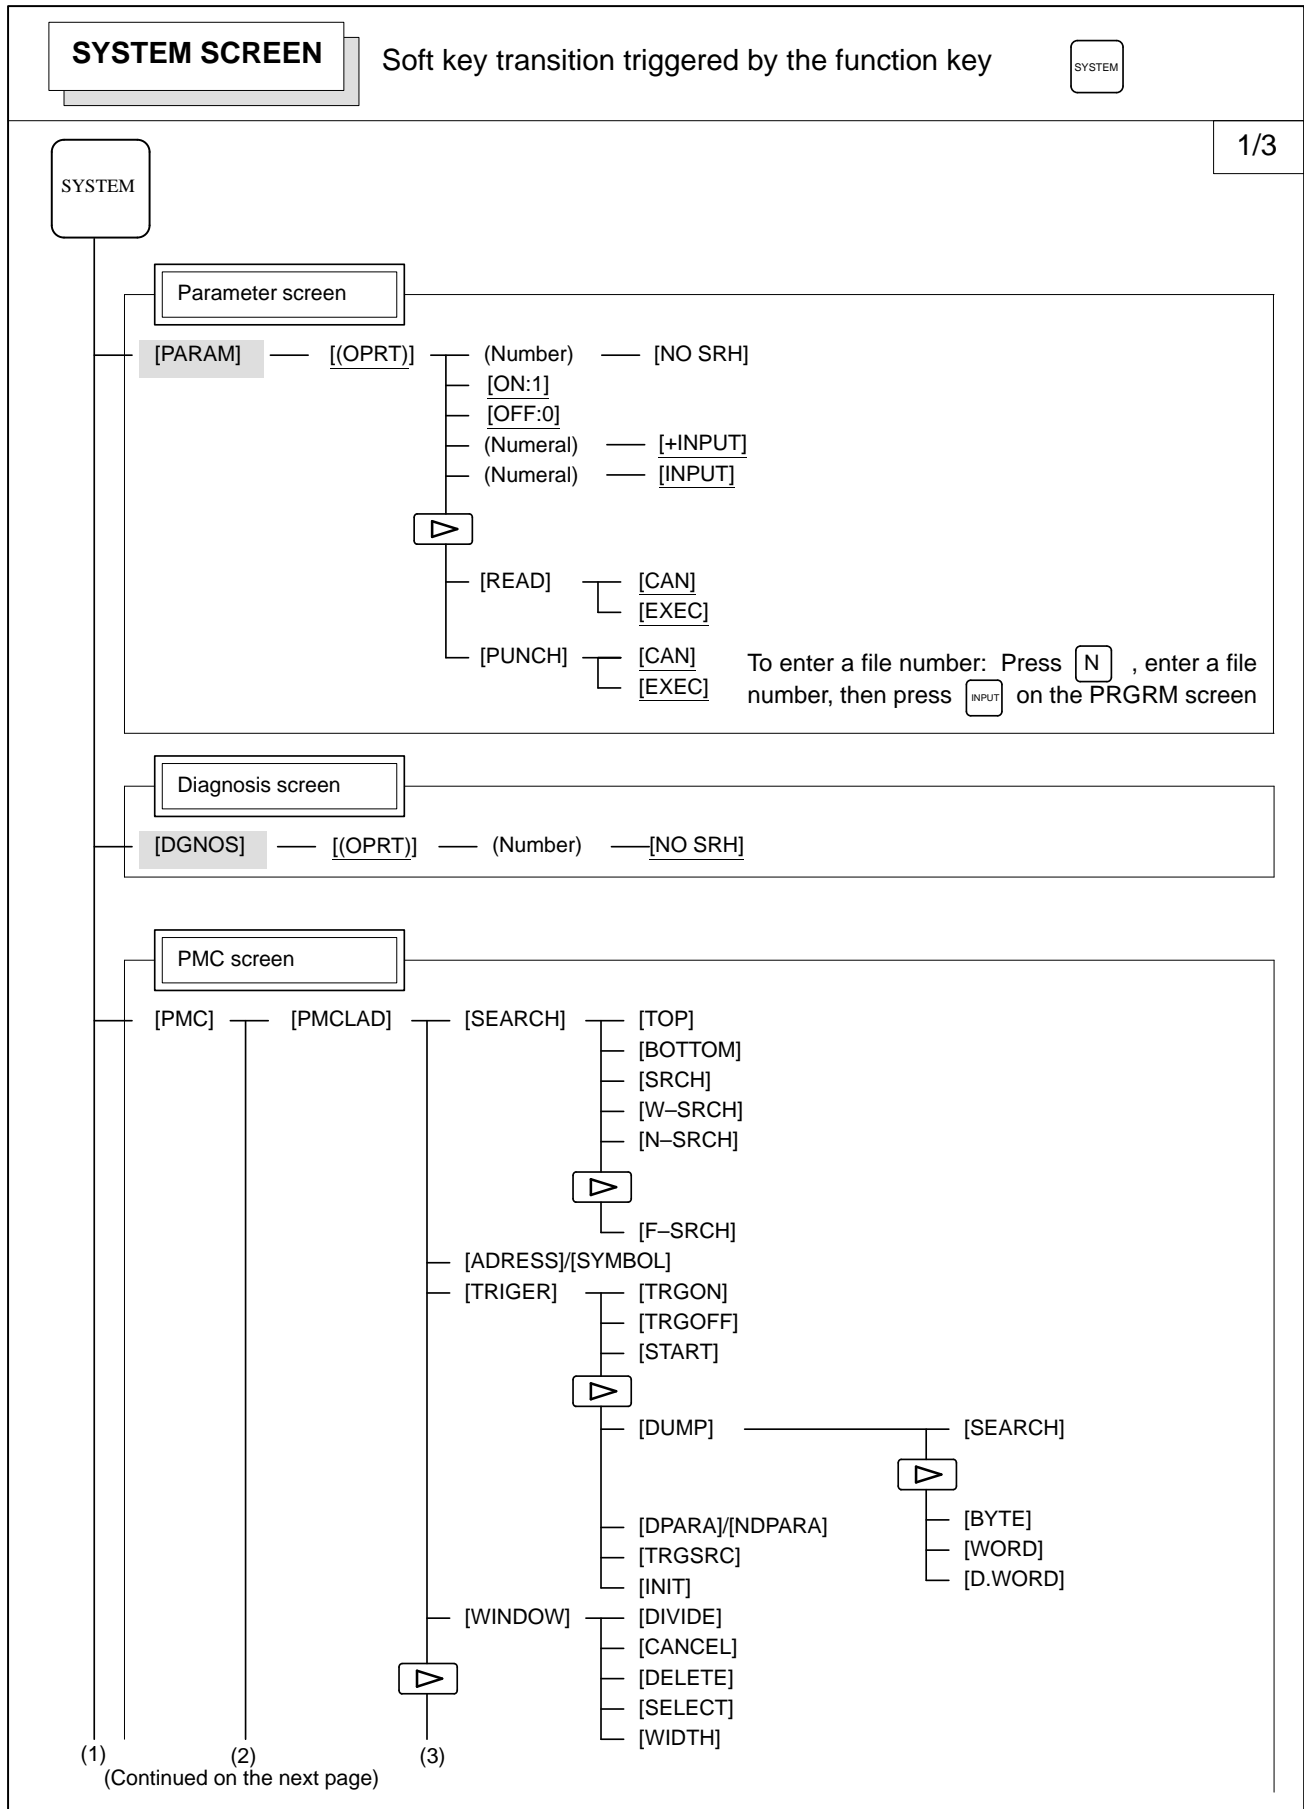 SYSTEM SCREEN
Soft key transition triggered by the function key
SYSTEM
1/3
SYSTEM
Parameter screen
[PARAM] [(OPRT)] (Number) [NO SRH]
[ON:1]
[OFF:0]
(Numeral) [+INPUT]
(Numeral) [INPUT]
[READ] [CAN]
[EXEC]
[PUNCH] [CAN]
[EXEC]
To enter a file number: Press N , enter a file
number, then press INPUT on the PRGRM screen
Diagnosis screen
[DGNOS] [(OPRT)] (Number) [NO SRH]
PMC screen
[PMC] [PMCLAD] [SEARCH] [TOP]
[BOTTOM]
[SRCH]
[W–SRCH]
[N–SRCH]
[F–SRCH]
[ADRESS]/[SYMBOL]
[TRIGER] [TRGON]
[TRGOFF]
[START]
[DUMP] [SEARCH]
[BYTE]
[WORD]
[D.WORD]
[DPARA]/[NDPARA]
[TRGSRC]
[INIT]
[WINDOW] [DIVIDE]
[CANCEL]
[DELETE]
[SELECT]
[WIDTH]
(1) (2) (3)
(Continued on the next page)